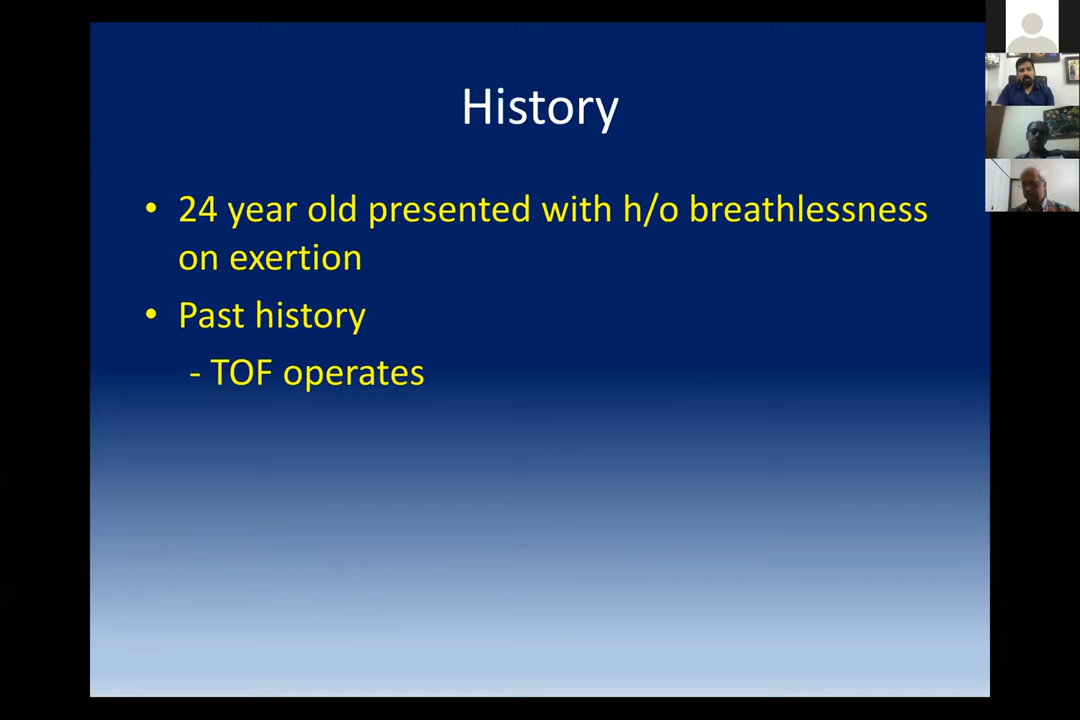 History
• 24 year old presented with h/o breathlessness
on exertion
• Past history
- TOF operates